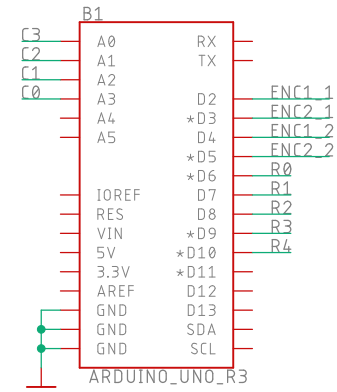 B1
C3 A0 RX
C2 A1 TX
C1 A2
C0 A3 D2 ENC1_1
A4 *D3 ENC2_1
A5 D4 ENC1_2
*D5 ENC2_2
*D6 R0
IOREF D7 R1
RES D8 R2
VIN *D9 R3
5V *D10 R4
3.3V *D11
AREF D12
GND D13
GND SDA
GND SCL
ARDUINO_UNO_R3